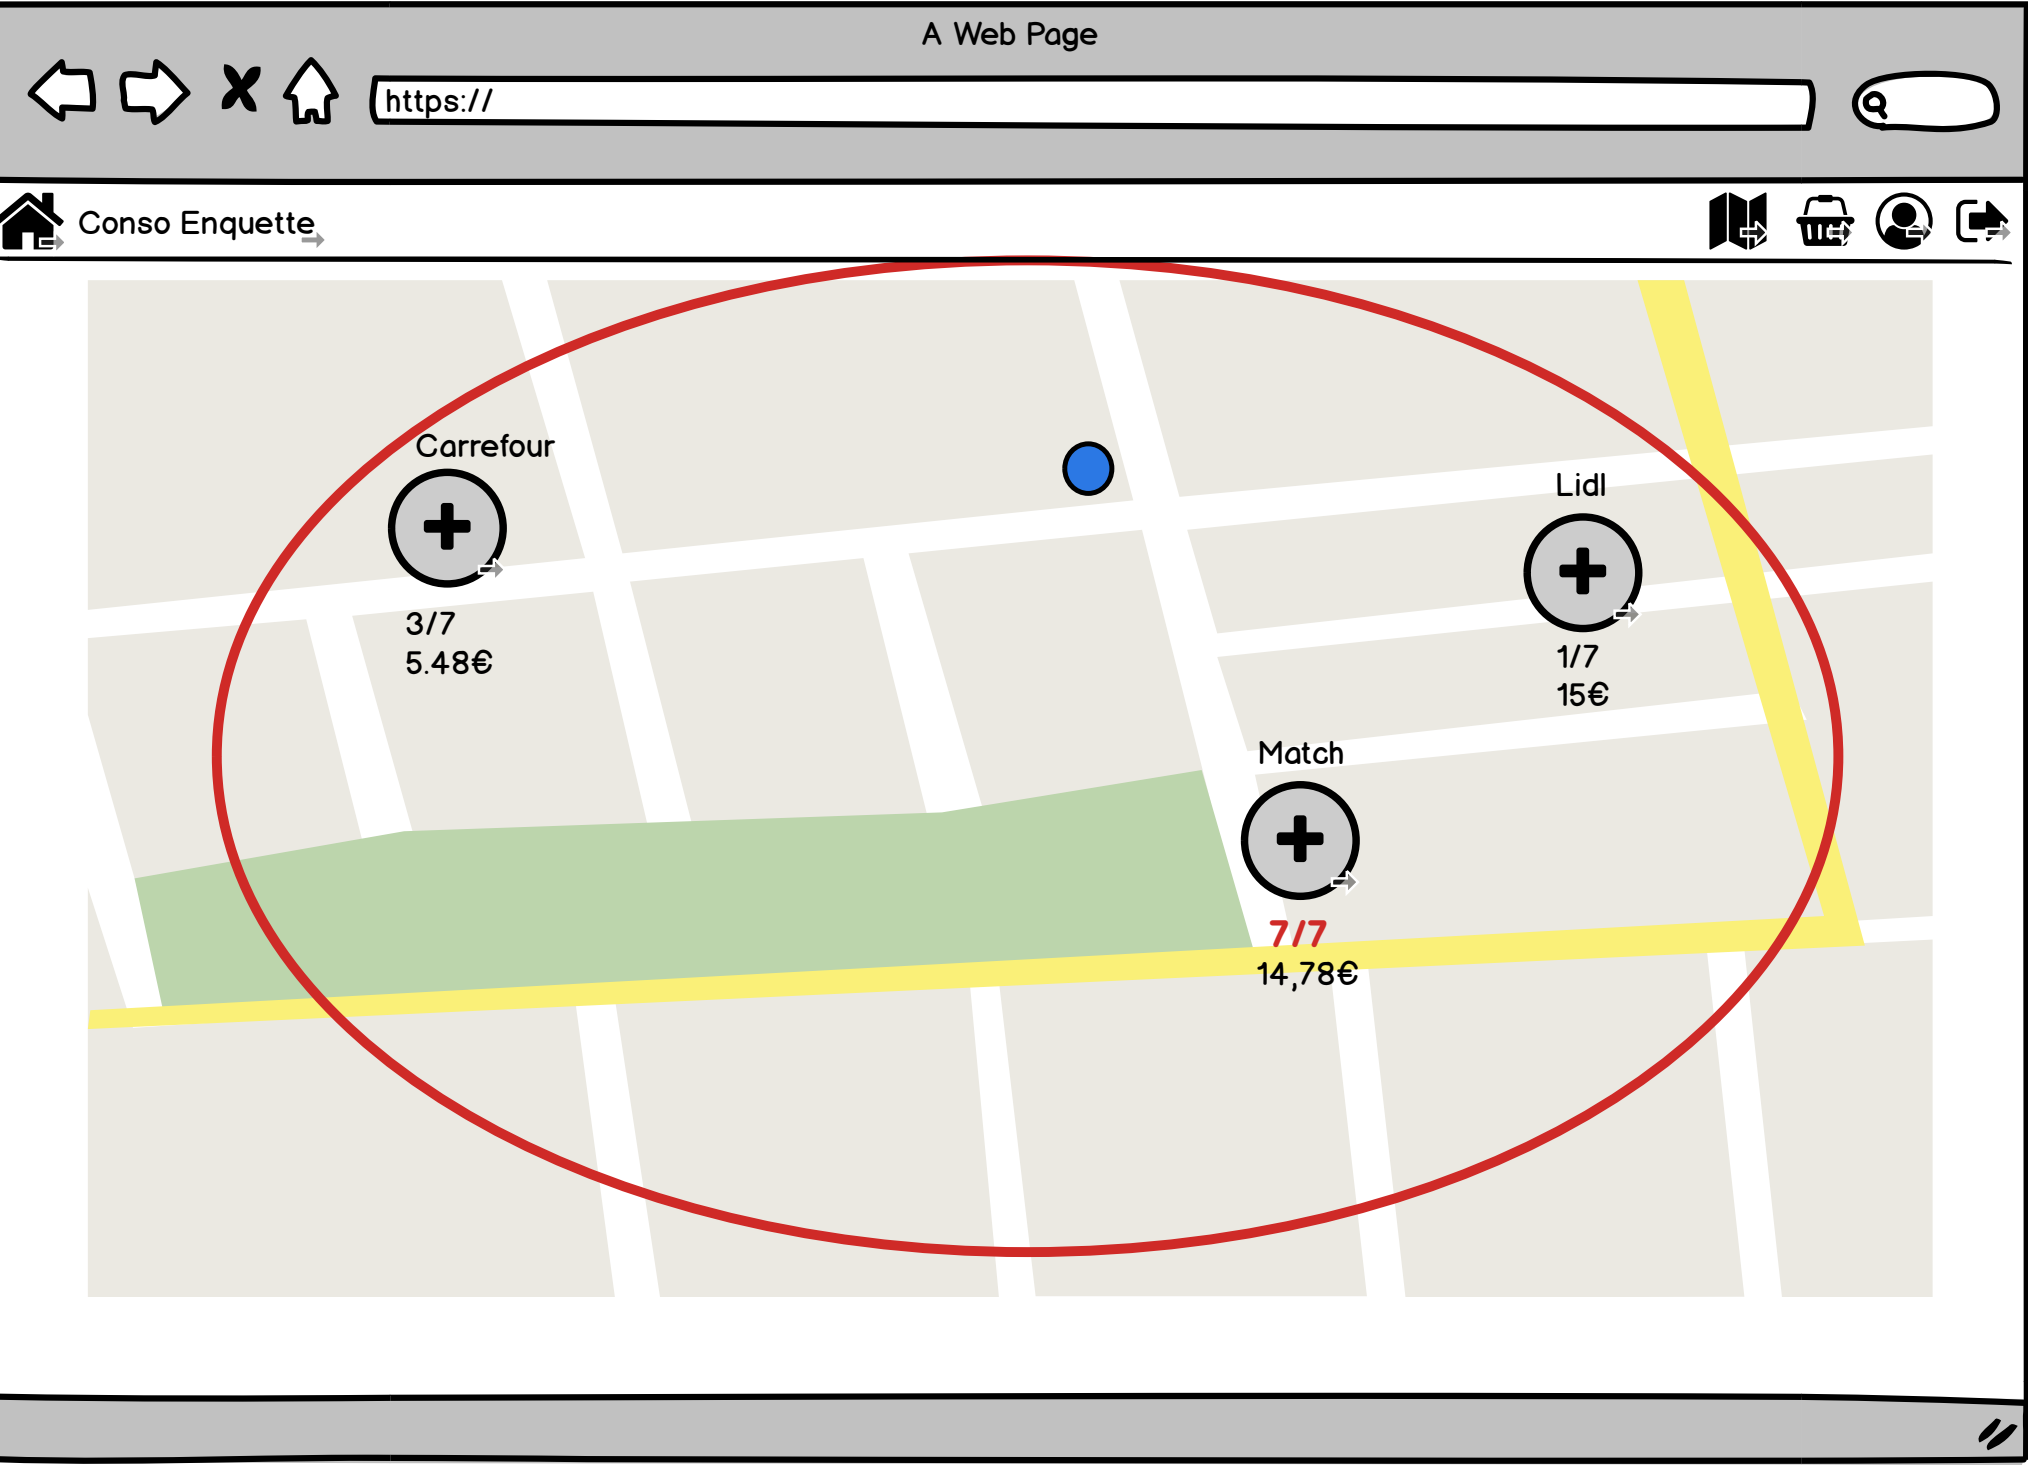 A Web Page
https://
Conso Enquette
Carrefour
3/7
5.48€
Lidl
1/7
15€
Match
7/7
14,78€